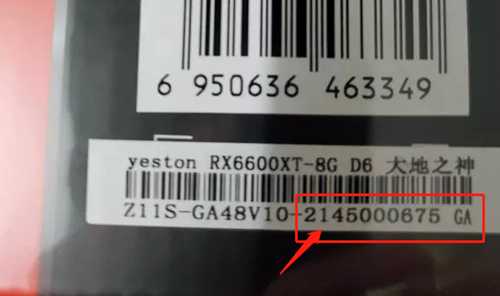 6 950636 463349
yeston RX6600XT-8G D6 大地之神
Z11S-GA48V10-2145000675 GA